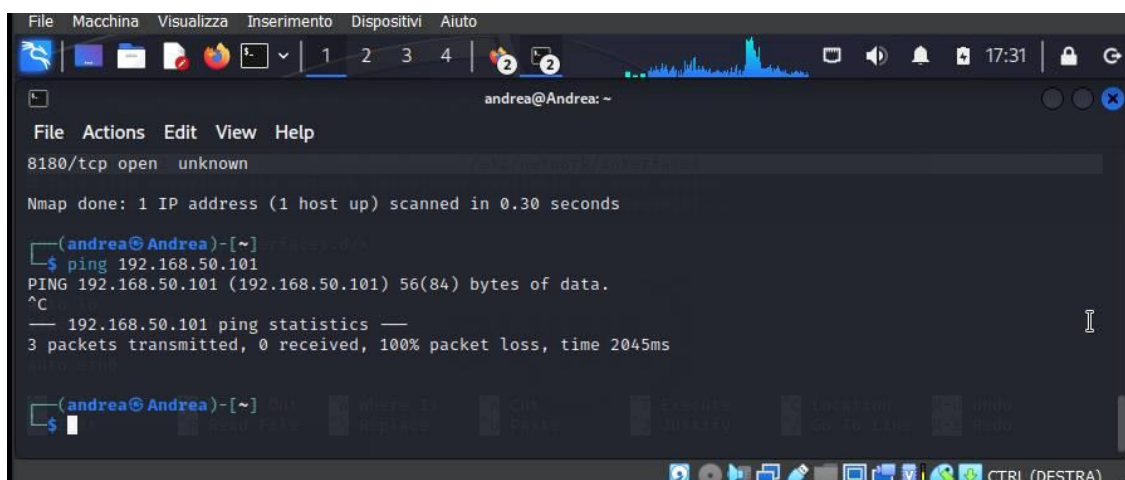 File Macchina Visualizza Inserimento Dispositivi Aiuto
1 2 3 4 2 2 17:31
andrea@Andrea: ~
File Actions Edit View Help
8180/tcp open unknown
Nmap done: 1 IP address (1 host up) scanned in 0.30 seconds
┌──(andrea㉿Andrea)-[~]
└─$ ping 192.168.50.101
PING 192.168.50.101 (192.168.50.101) 56(84) bytes of data.
^C
— 192.168.50.101 ping statistics —
3 packets transmitted, 0 received, 100% packet loss, time 2045ms
┌──(andrea㉿Andrea)-[~]
└─$
CTRL (DESTRA)